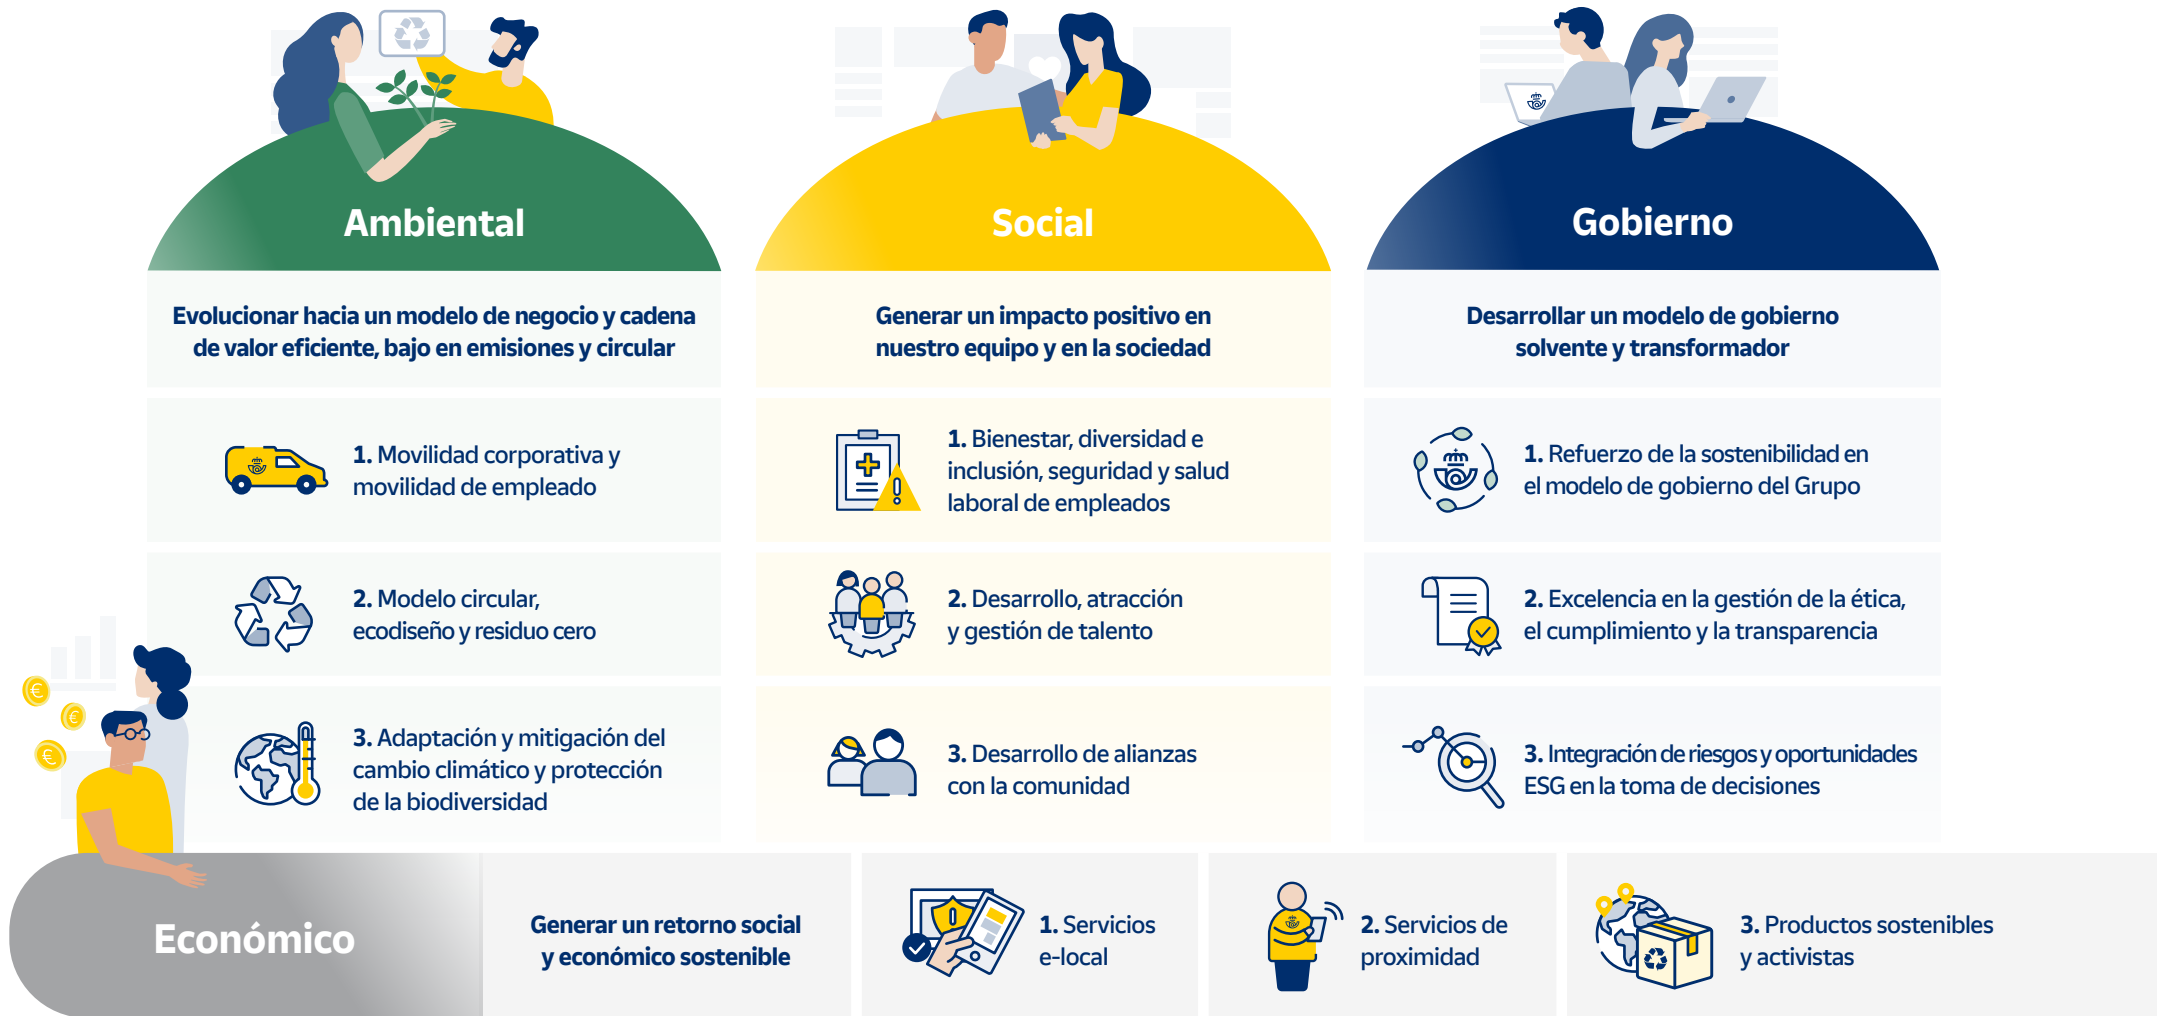 Ambiental
Evolucionar hacia un modelo de negocio y cadena
de valor eficiente, bajo en emisiones y circular
1. Movilidad corporativa y
movilidad de empleado
2. Modelo circular,
ecodiseño y residuo cero
3. Adaptación y mitigación del
cambio climático y protección
de la biodiversidad
Social
Generar un impacto positivo en
nuestro equipo y en la sociedad
1. Bienestar, diversidad e
inclusión, seguridad y salud
laboral de empleados
2. Desarrollo, atracción
y gestión de talento
3. Desarrollo de alianzas
con la comunidad
Gobierno
Desarrollar un modelo de gobierno
solvente y transformador
1. Refuerzo de la sostenibilidad en
el modelo de gobierno del Grupo
2. Excelencia en la gestión de la ética,
el cumplimiento y la transparencia
3. Integración de riesgos y oportunidades
ESG en la toma de decisiones
€
€
€
Económico
Generar un retorno social
y económico sostenible
1. Servicios
e-local
2. Servicios de
proximidad
3. Productos sostenibles
y activistas